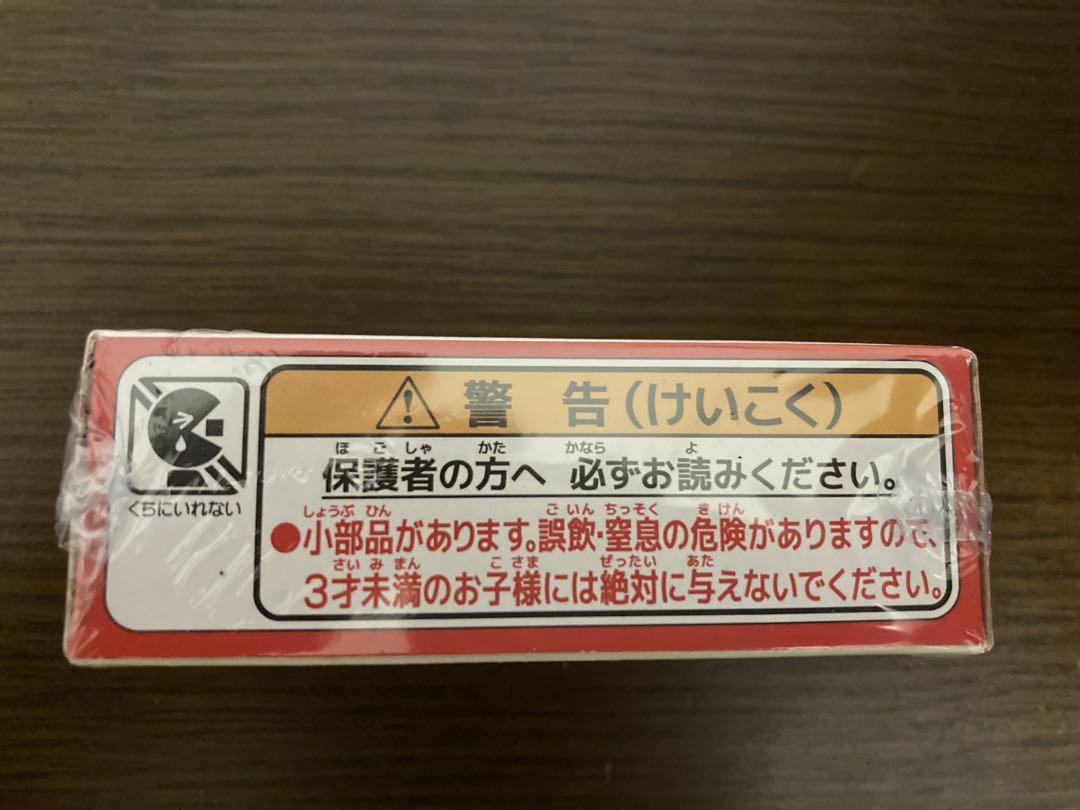 くちにいれない
警 告(けいこく)
ほ ご しゃ かた かなら よ
保護者の方へ 必ずお読みください。
しょうぶ ひん ご いん ちっそく き けん
●小部品があります。誤飲・窒息の危険がありますので、
さい み まん こ さま ぜったい あた
3才未満のお子様には絶対に与えないでください。